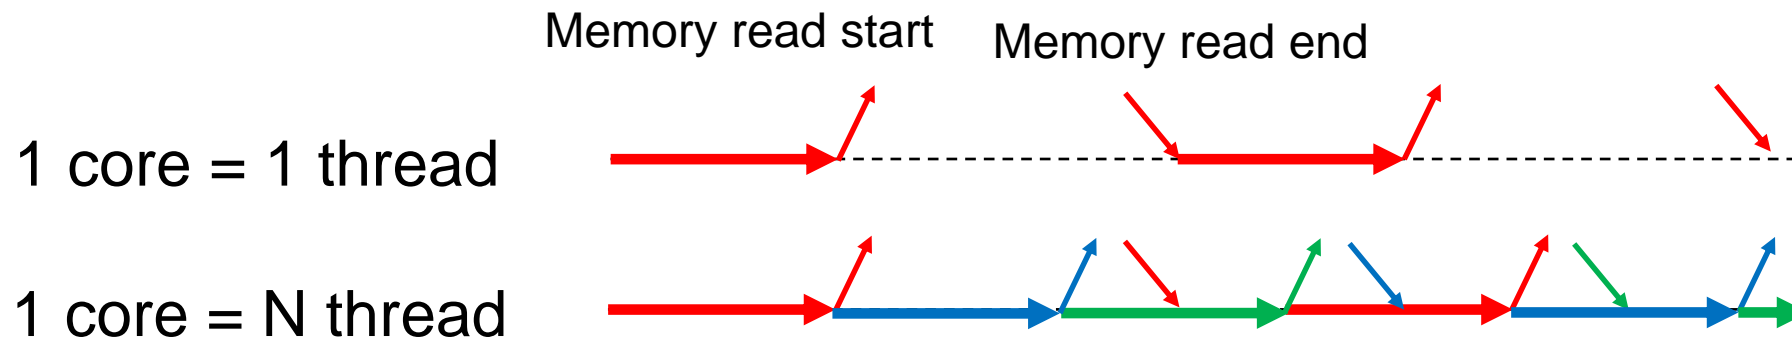 Memory read start
Memory read end
1 core = 1 thread
1 core = N thread